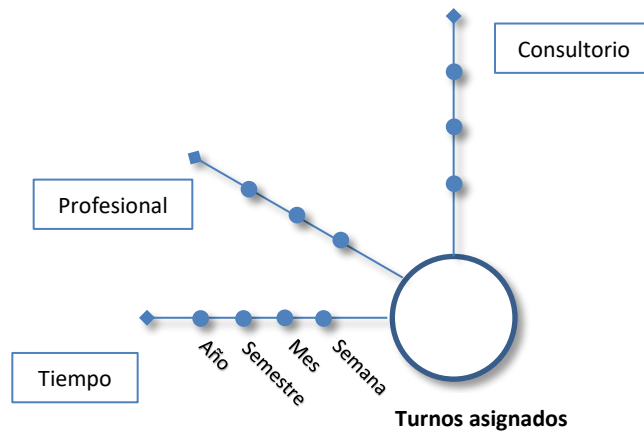 Consultorio
Profesional
Tiempo
Año
Semestre
Mes
Semana
Turnos asignados